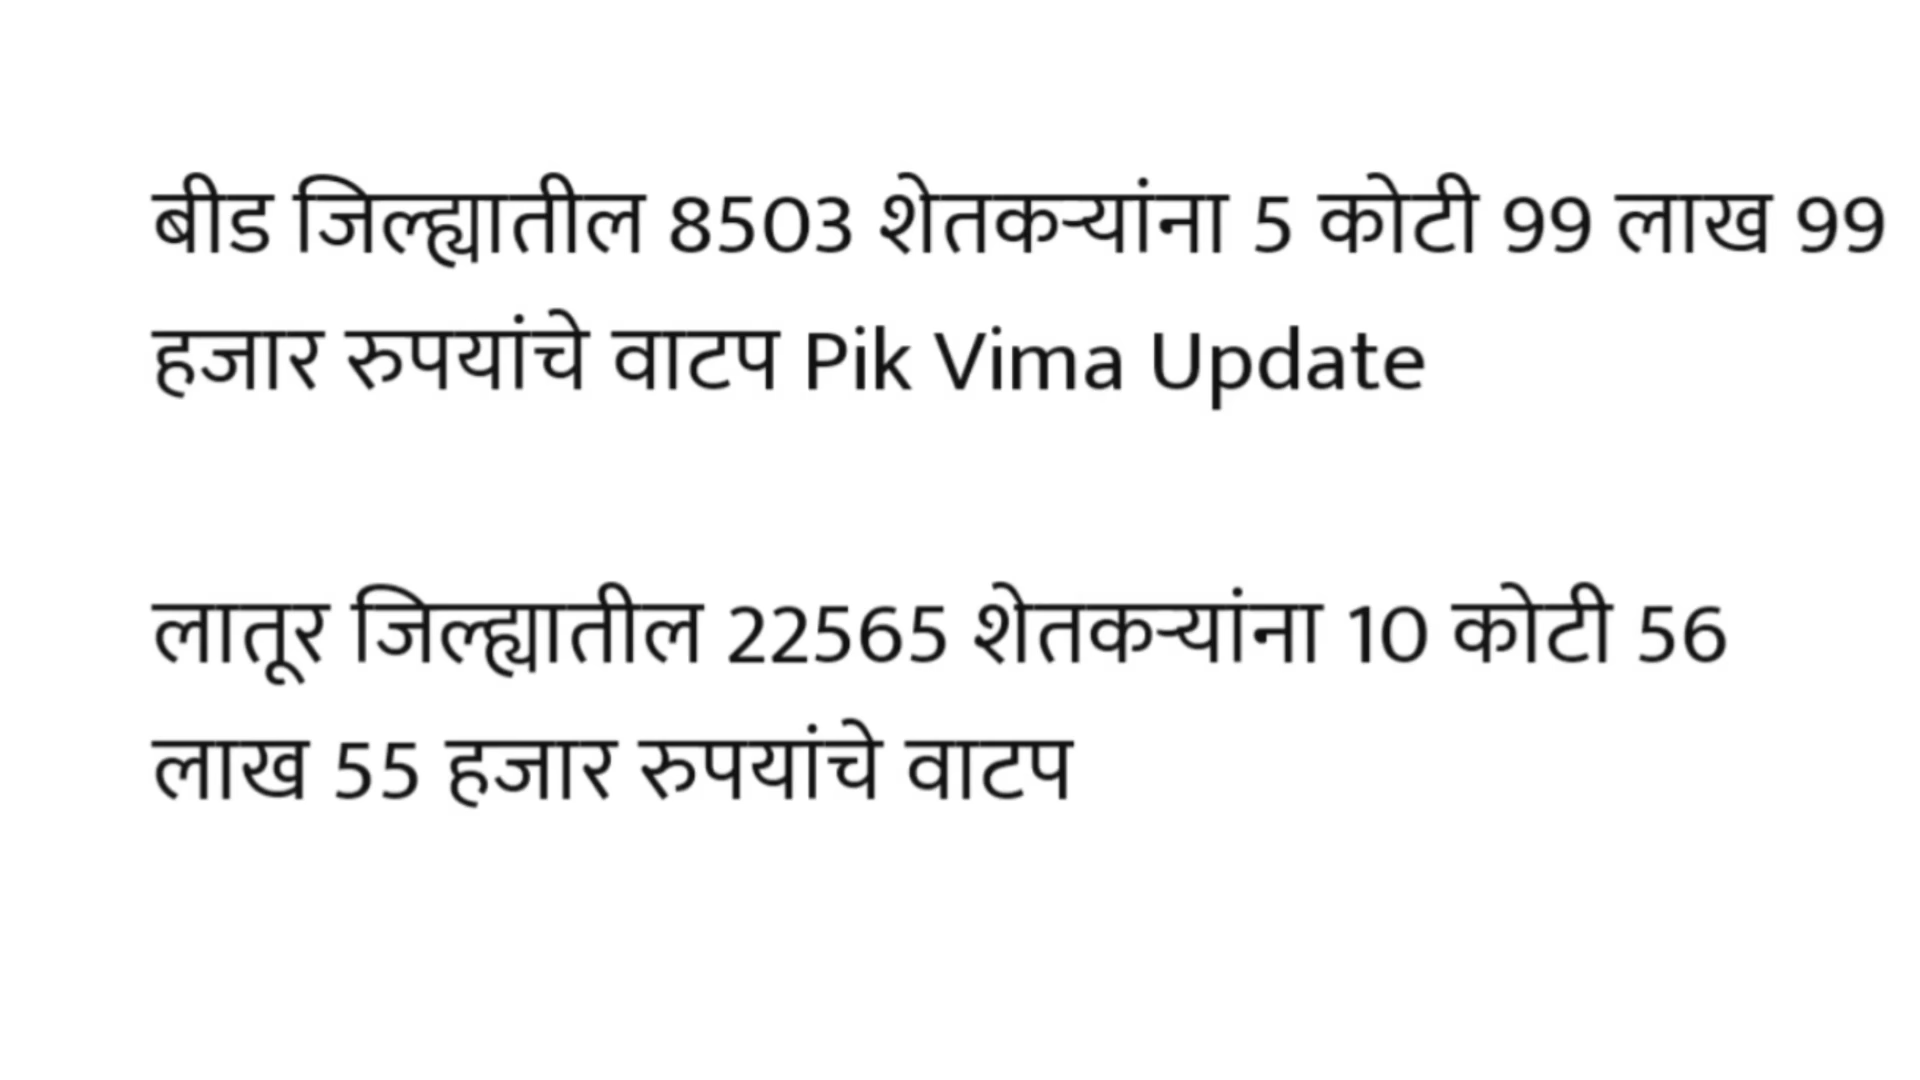 बीड जिल्ह्यातील 8503 शेतकऱ्यांना 5 कोटी 99 लाख 99
हजार रुपयांचे वाटप Pik Vima Update
लातूर जिल्ह्यातील 22565 शेतकऱ्यांना 10 कोटी 56
लाख 55 हजार रुपयांचे वाटप